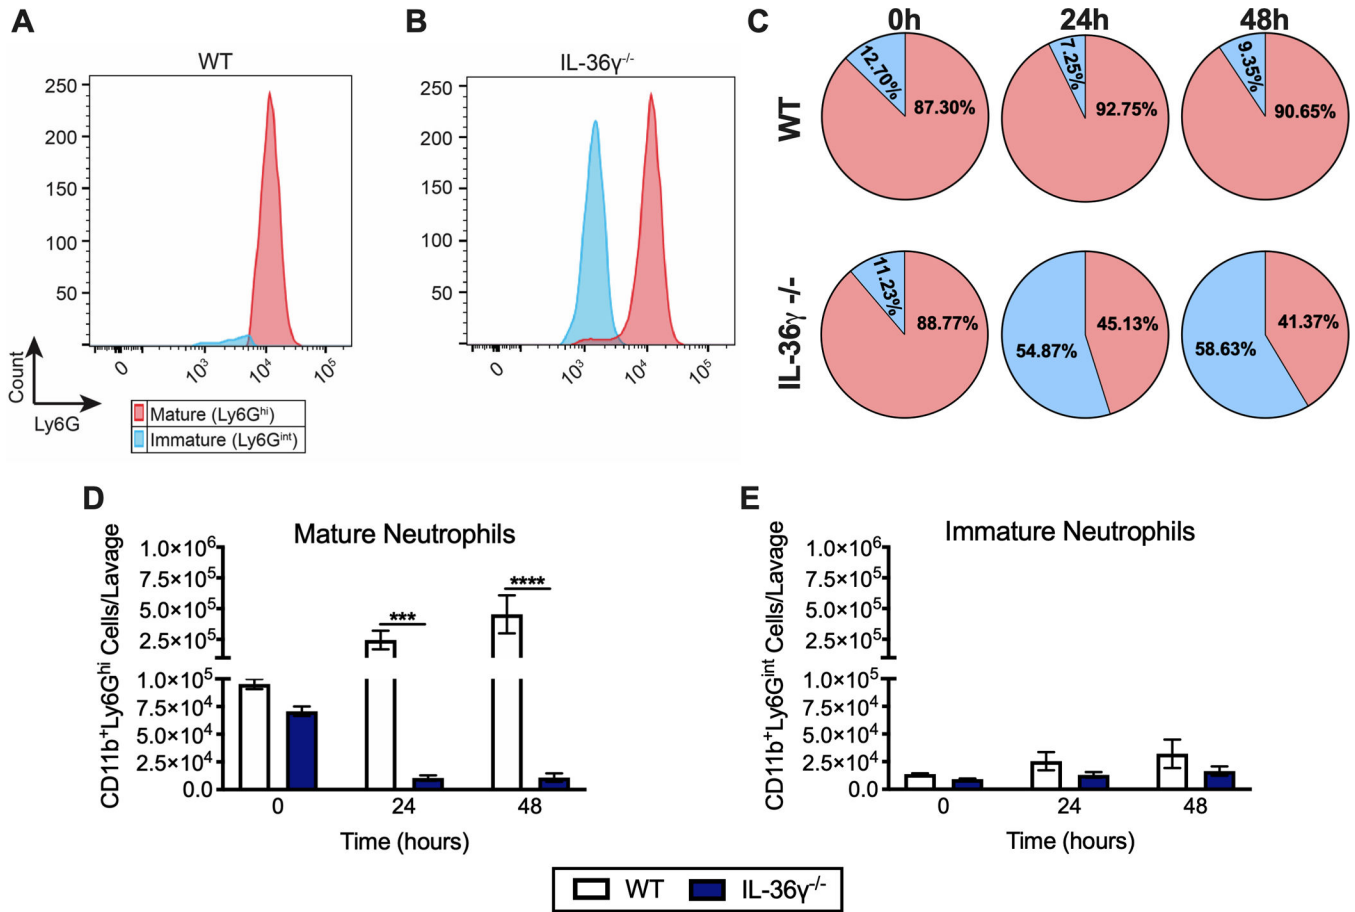 A
WT
250
200
150
100
50
0
10³
10⁴
10⁵
Count
Ly6G
Mature (Ly6Gʰⁱ)
Immature (Ly6Gⁱⁿᵗ)
B
IL-36γ⁻/⁻
250
200
150
100
50
0
10³
10⁴
10⁵
C
0h
24h
48h
WT
12.70%
87.30%
7.25%
92.75%
9.35%
90.65%
IL-36γ -/-
11.23%
88.77%
54.87%
45.13%
58.63%
41.37%
D
Mature Neutrophils
CD11b⁺Ly6Gʰⁱ Cells/Lavage
1.0×10⁶
7.5×10⁵
5.0×10⁵
2.5×10⁵
1.0×10⁵
7.5×10⁴
5.0×10⁴
2.5×10⁴
0.0
***
****
0
24
48
Time (hours)
E
Immature Neutrophils
CD11b⁺Ly6Gⁱⁿᵗ Cells/Lavage
1.0×10⁶
7.5×10⁵
5.0×10⁵
2.5×10⁵
1.0×10⁵
7.5×10⁴
5.0×10⁴
2.5×10⁴
0.0
0
24
48
Time (hours)
WT
IL-36γ⁻/⁻